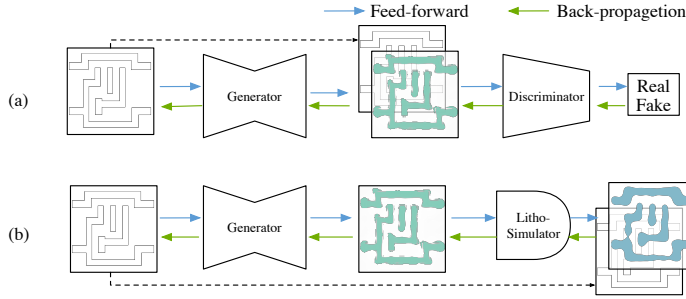 Feed-forward
Back-propagetion
(a)
Generator
Discriminator
Real
Fake
(b)
Generator
Litho-
Simulator